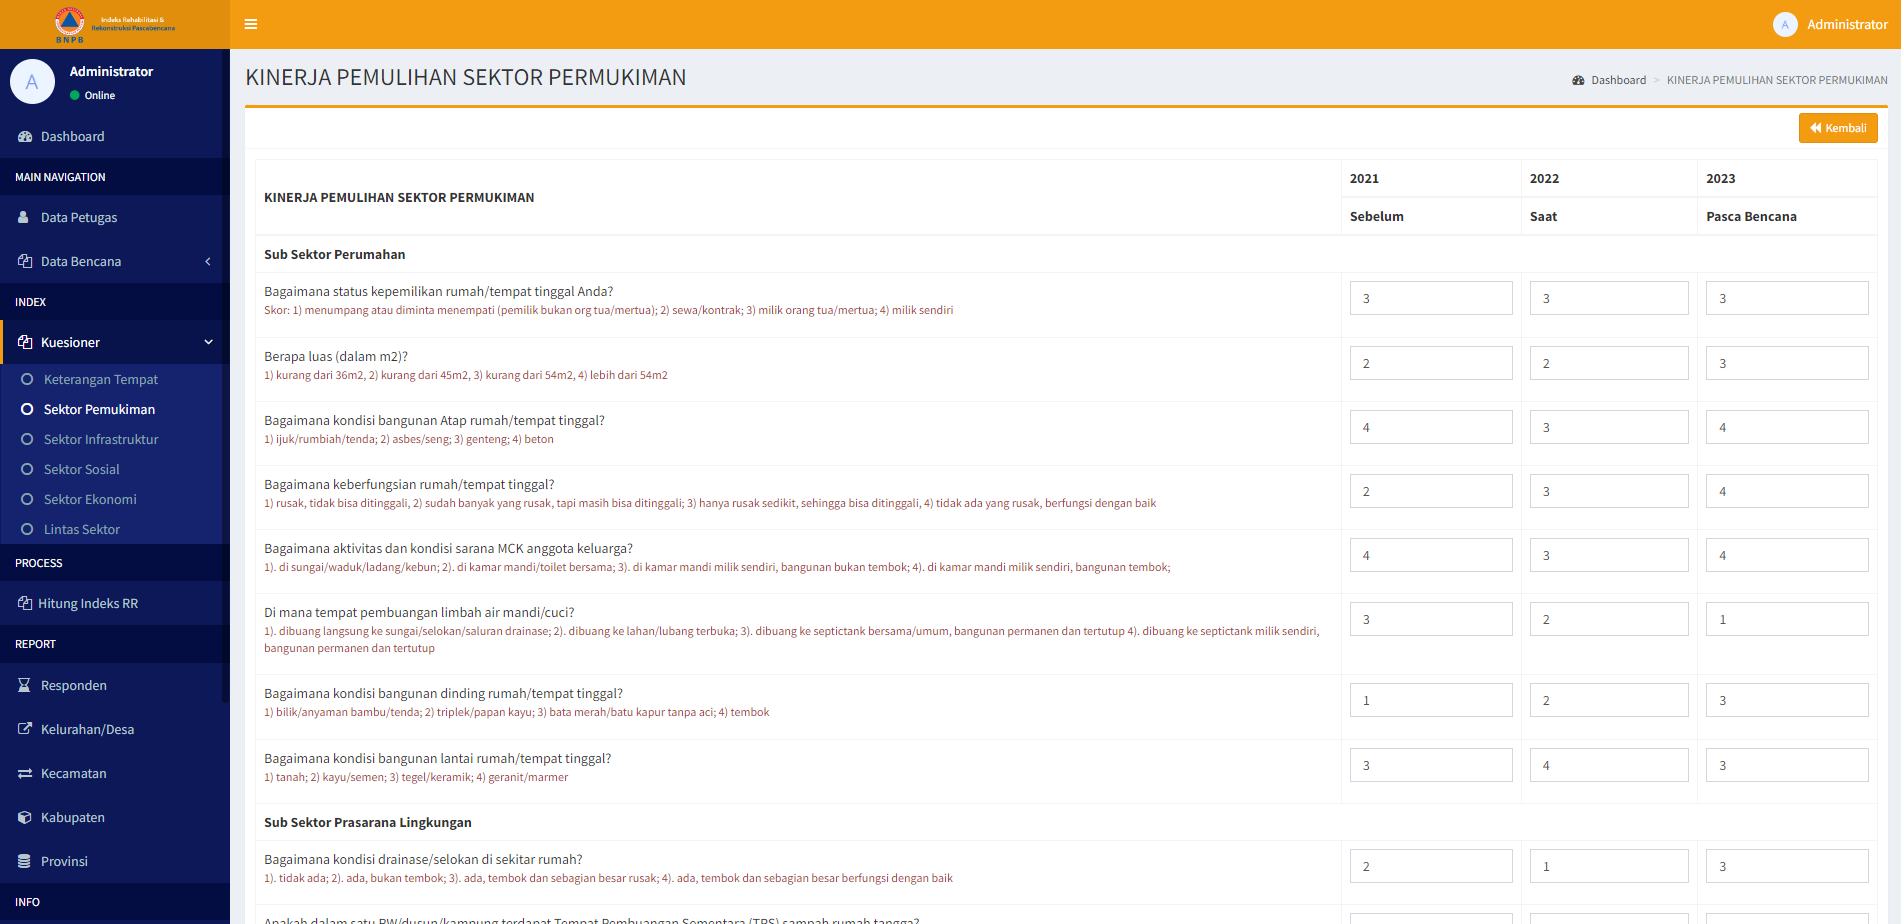 Indeks Rehabilitasi &
Rekonstruksi Pascabencana
BNPB
A
Administrator
A
Administrator
Online
Dashboard
MAIN NAVIGATION
Data Petugas
Data Bencana
INDEX
Kuesioner
Keterangan Tempat
Sektor Pemukiman
Sektor Infrastruktur
Sektor Sosial
Sektor Ekonomi
Lintas Sektor
PROCESS
Hitung Indeks RR
REPORT
Responden
Kelurahan/Desa
Kecamatan
Kabupaten
Provinsi
INFO
KINERJA PEMULIHAN SEKTOR PERMUKIMAN
Dashboard > KINERJA PEMULIHAN SEKTOR PERMUKIMAN
Kembali
KINERJA PEMULIHAN SEKTOR PERMUKIMAN
2021 2022 2023
Sebelum Saat Pasca Bencana
Sub Sektor Perumahan
Bagaimana status kepemilikan rumah/tempat tinggal Anda?
Skor: 1) menumpang atau diminta menempati (pemilik bukan org tua/mertua); 2) sewa/kontrak; 3) milik orang tua/mertua; 4) milik sendiri
3 3 3
Berapa luas (dalam m2)?
1) kurang dari 36m2, 2) kurang dari 45m2, 3) kurang dari 54m2, 4) lebih dari 54m2
2 2 3
Bagaimana kondisi bangunan Atap rumah/tempat tinggal?
1) ijuk/rumbiah/tenda; 2) asbes/seng; 3) genteng; 4) beton
4 3 4
Bagaimana keberfungsian rumah/tempat tinggal?
1) rusak, tidak bisa ditinggali, 2) sudah banyak yang rusak, tapi masih bisa ditinggali; 3) hanya rusak sedikit, sehingga bisa ditinggali, 4) tidak ada yang rusak, berfungsi dengan baik
2 3 4
Bagaimana aktivitas dan kondisi sarana MCK anggota keluarga?
1). di sungai/waduk/ladang/kebun; 2). di kamar mandi/toilet bersama; 3). di kamar mandi milik sendiri, bangunan bukan tembok; 4). di kamar mandi milik sendiri, bangunan tembok;
4 3 4
Di mana tempat pembuangan limbah air mandi/cuci?
1). dibuang langsung ke sungai/selokan/saluran drainase; 2). dibuang ke lahan/lubang terbuka; 3). dibuang ke septictank bersama/umum, bangunan permanen dan tertutup 4). dibuang ke septictank milik sendiri,
bangunan permanen dan tertutup
3 2 1
Bagaimana kondisi bangunan dinding rumah/tempat tinggal?
1) bilik/anyaman bambu/tenda; 2) triplek/papan kayu; 3) bata merah/batu kapur tanpa aci; 4) tembok
1 2 3
Bagaimana kondisi bangunan lantai rumah/tempat tinggal?
1) tanah; 2) kayu/semen; 3) tegel/keramik; 4) geranit/marmer
3 4 3
Sub Sektor Prasarana Lingkungan
Bagaimana kondisi drainase/selokan di sekitar rumah?
1). tidak ada; 2). ada, bukan tembok; 3). ada, tembok dan sebagian besar rusak; 4). ada, tembok dan sebagian besar berfungsi dengan baik
2 1 3
Apakah dalam satu RW/dusun/kampung terdapat Tempat Pembuangan Sementara (TPS) sampah rumah tangga?